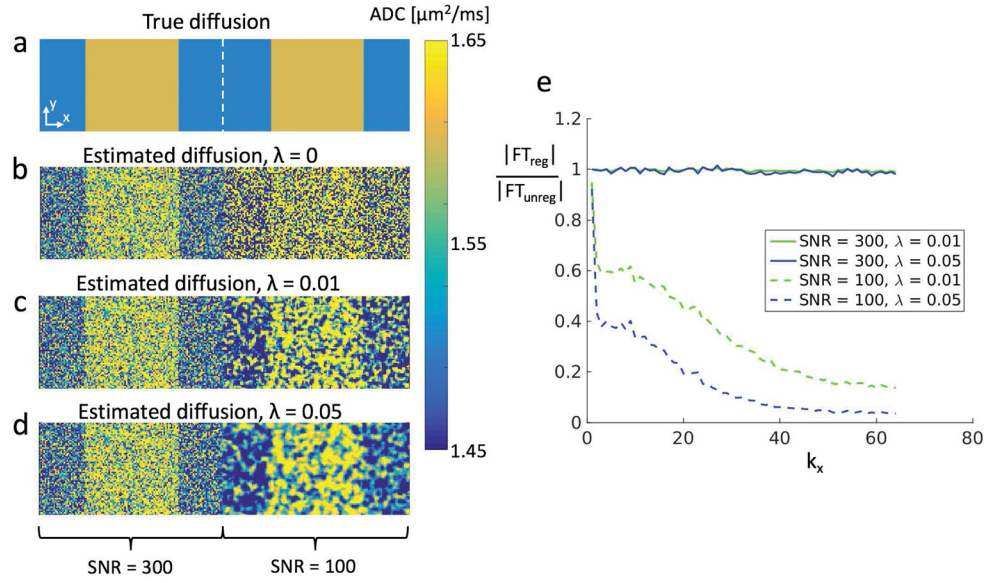 True diffusion
ADC [μm²/ms]
a
y
x
1.65
1.55
1.45
Estimated diffusion, λ = 0
b
Estimated diffusion, λ = 0.01
c
Estimated diffusion, λ = 0.05
d
SNR = 300
SNR = 100
e
|FTreg|
|FTunreg|
1.2
1
0.8
0.6
0.4
0.2
0
0 20 40 60 80
kx
SNR = 300, λ = 0.01
SNR = 300, λ = 0.05
SNR = 100, λ = 0.01
SNR = 100, λ = 0.05